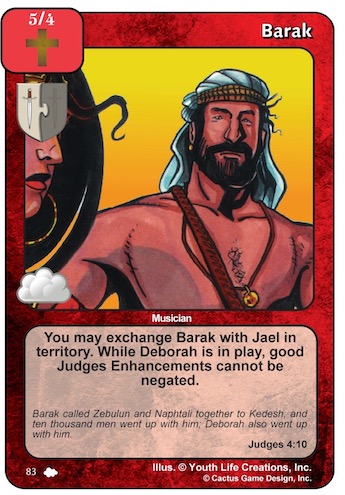 5/4
Barak
Musician
You may exchange Barak with Jael in
territory. While Deborah is in play, good
Judges Enhancements cannot be
negated.
Barak called Zebulun and Naphtali together to Kedesh, and
ten thousand men went up with him; Deborah also went up
with him.
Judges 4:10
83
Illus. © Youth Life Creations, Inc.
© Cactus Game Design, Inc.